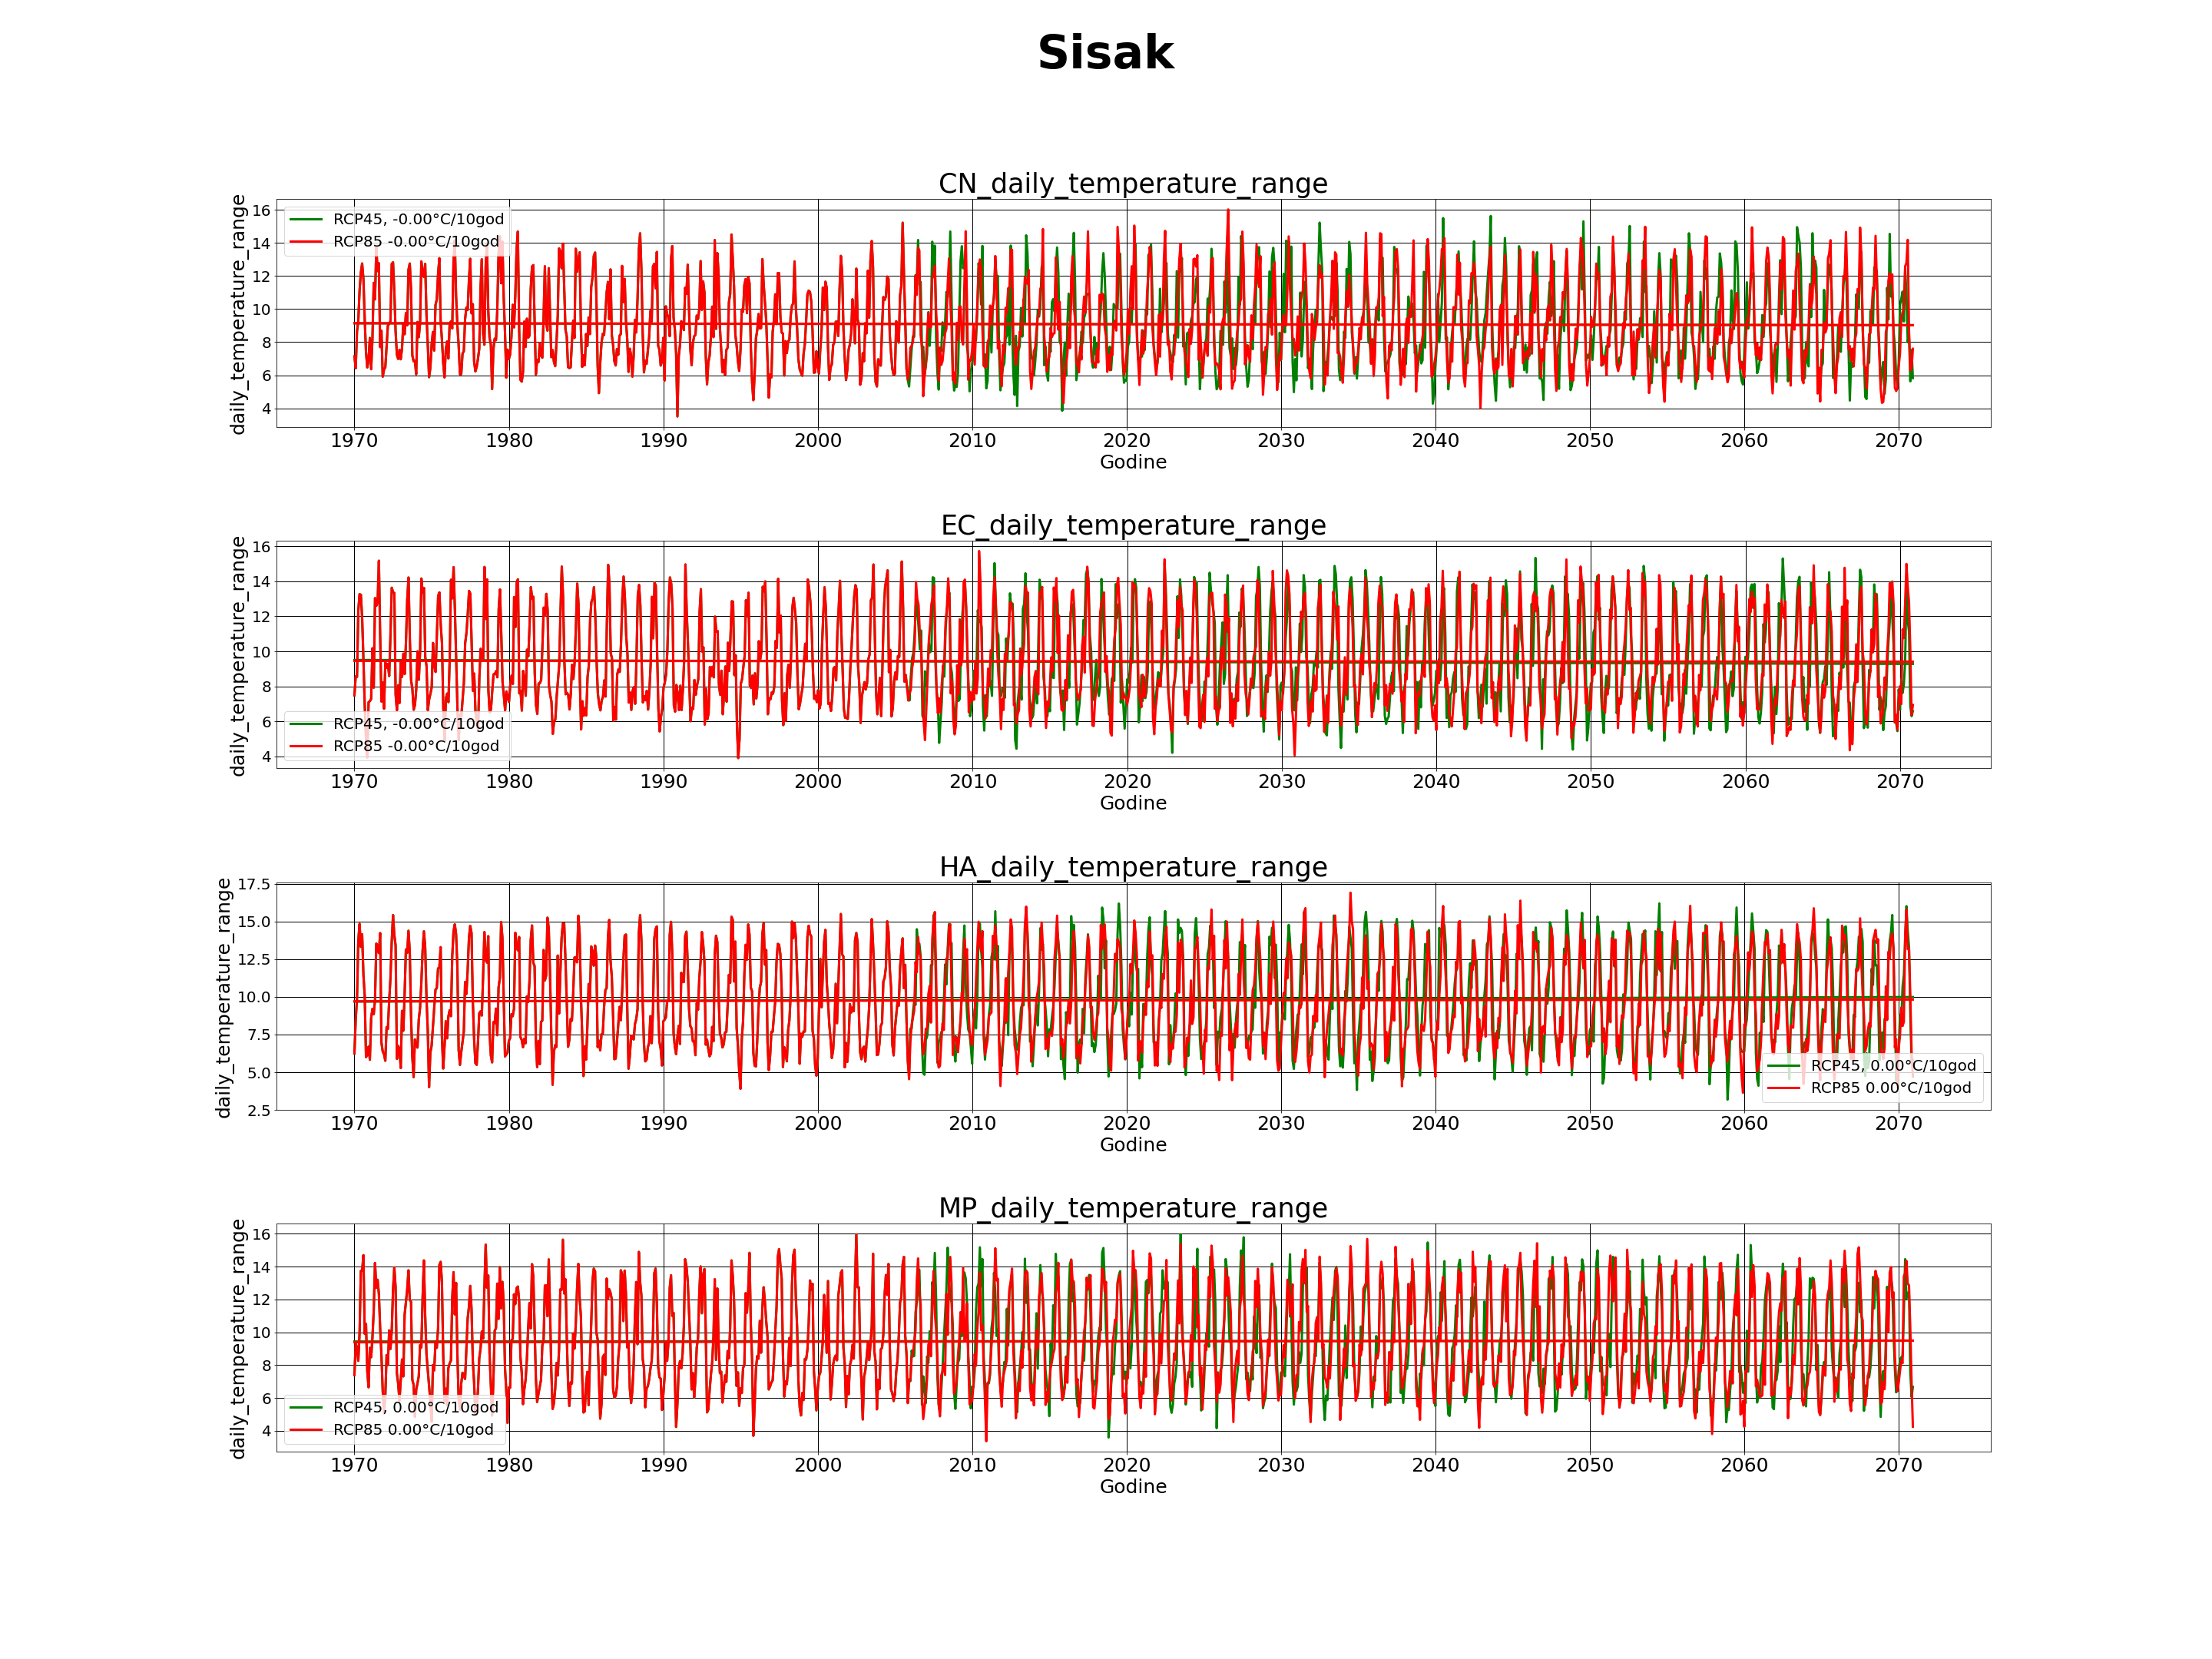 Sisak
CN_daily_temperature_range
daily_temperature_range
16
14
12
10
8
6
4
RCP45, -0.00°C/10god
RCP85 -0.00°C/10god
1970 1980 1990 2000 2010 2020 2030 2040 2050 2060 2070
Godine
EC_daily_temperature_range
daily_temperature_range
16
14
12
10
8
6
4
RCP45, -0.00°C/10god
RCP85 -0.00°C/10god
1970 1980 1990 2000 2010 2020 2030 2040 2050 2060 2070
Godine
HA_daily_temperature_range
daily_temperature_range
17.5
15.0
12.5
10.0
7.5
5.0
2.5
RCP45, 0.00°C/10god
RCP85 0.00°C/10god
1970 1980 1990 2000 2010 2020 2030 2040 2050 2060 2070
Godine
MP_daily_temperature_range
daily_temperature_range
16
14
12
10
8
6
4
RCP45, 0.00°C/10god
RCP85 0.00°C/10god
1970 1980 1990 2000 2010 2020 2030 2040 2050 2060 2070
Godine